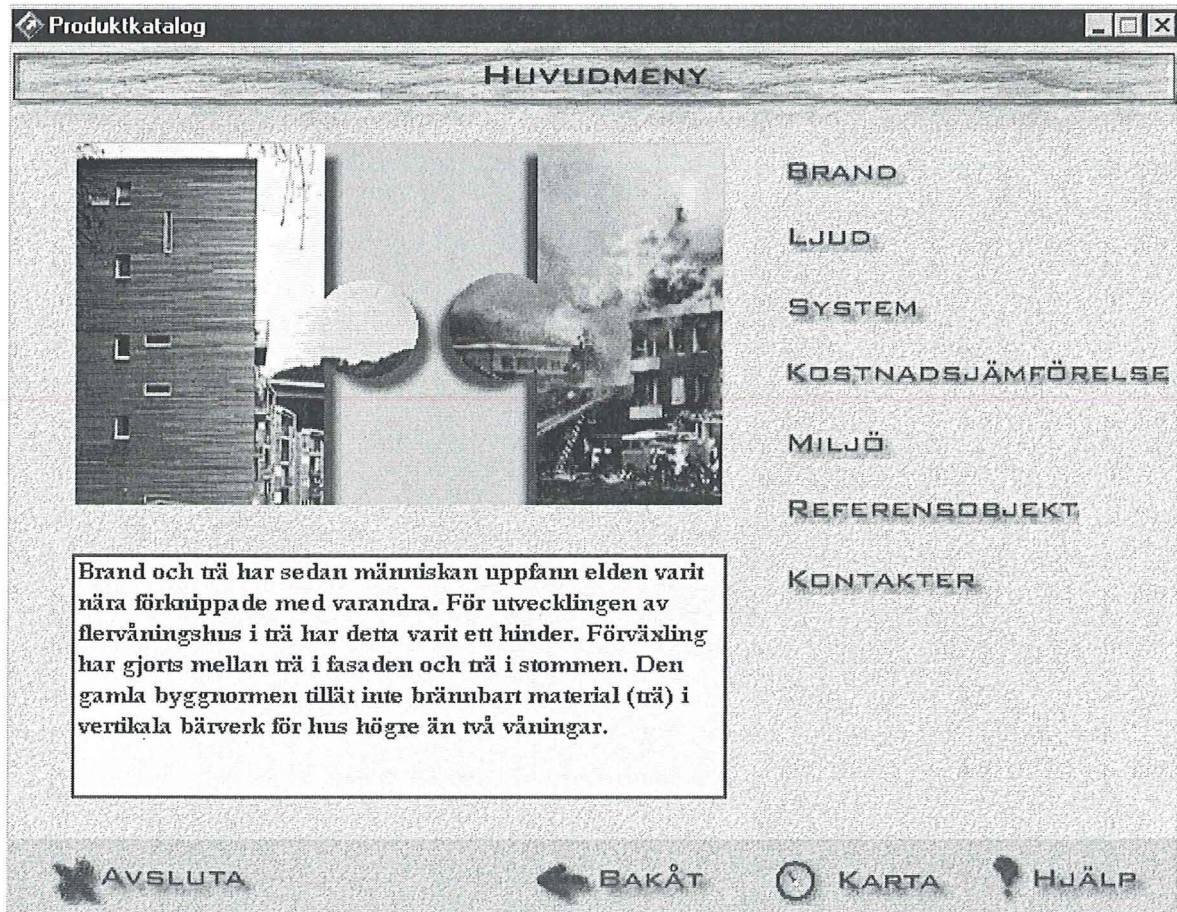 Produktkatalog
HUVUDMENY
BRAND
LJUD
SYSTEM
KOSTNADSJÄMFÖRELSE
MILJÖ
REFERENSOBJEKT
KONTAKTER
Brand och trä har sedan människan uppfann elden varit
nära förknippade med varandra. För utvecklingen av
flervåningshus i trä har detta varit ett hinder. Förväxling
har gjorts mellan trä i fasaden och trä i stommen. Den
gamla byggnormen tillät inte brännbart material (trä) i
vertikala bärverk för hus högre än två våningar.
AVSLUTA
BAKÅT
KARTA
HJÄLP